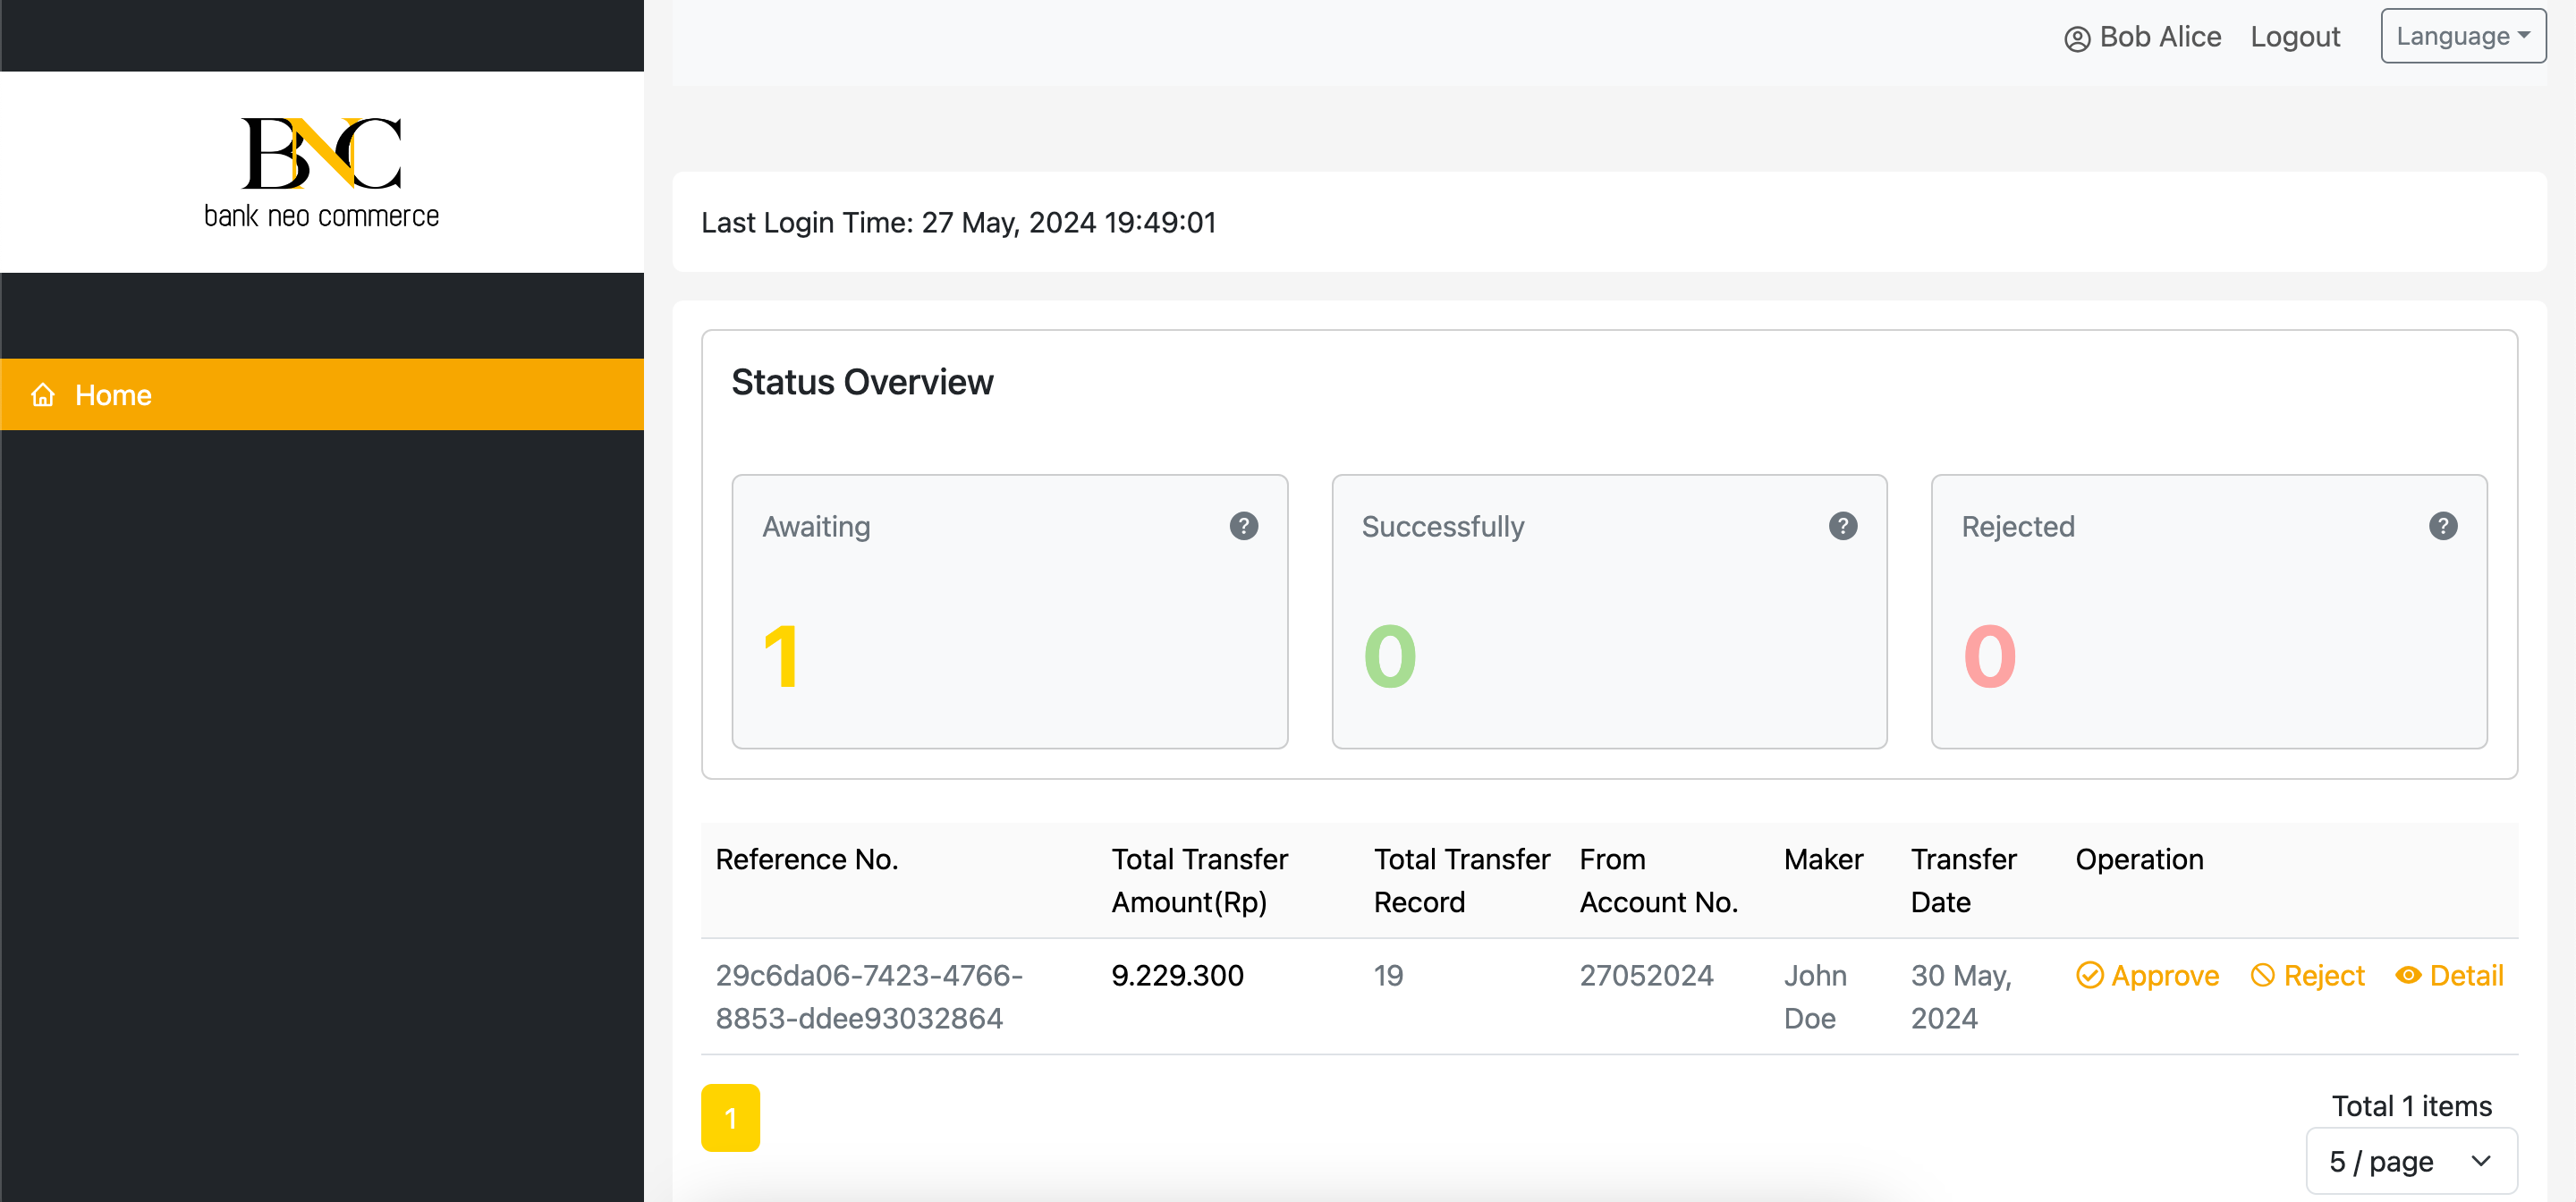 Bob Alice Logout Language
BNC
bank neo commerce
Last Login Time: 27 May, 2024 19:49:01
Home
Status Overview
Awaiting ? Successfully ? Rejected ?
1 0 0
Reference No. Total Transfer Total Transfer From Maker Transfer Operation
Amount(Rp) Record Account No. Date
29c6da06-7423-4766- 9.229.300 19 27052024 John 30 May, Approve Reject Detail
8853-ddee93032864 Doe 2024
1
Total 1 items
5 / page